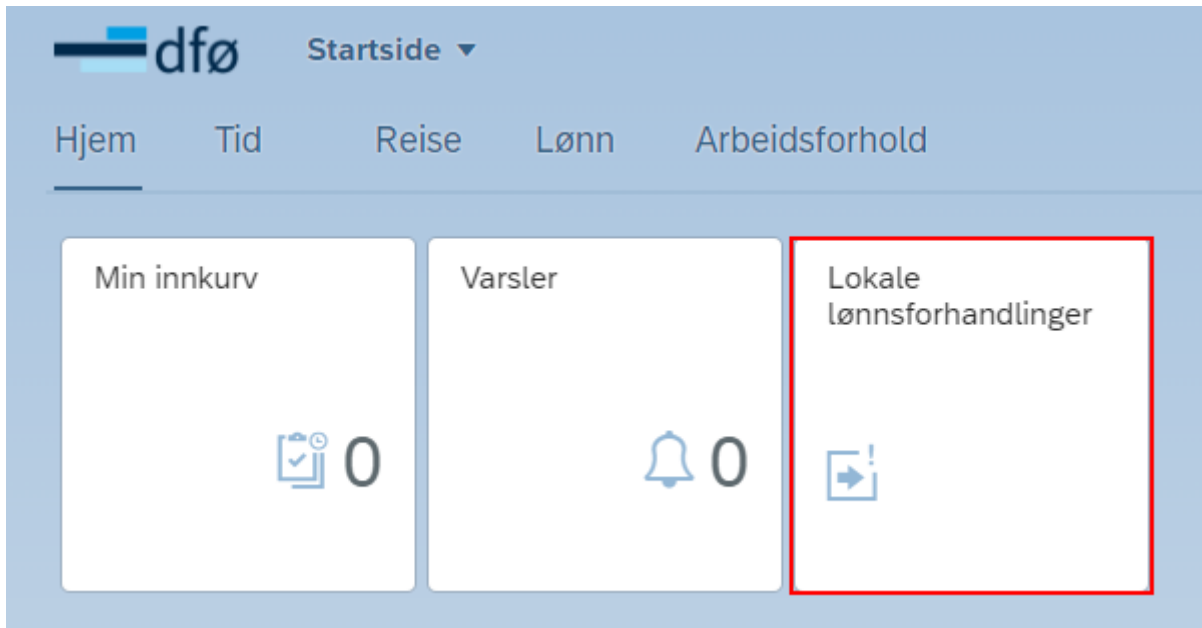 dfø Startside
Hjem Tid Reise Lønn Arbeidsforhold
Min innkurv
0
Varsler
0
Lokale
lønnsforhandlinger